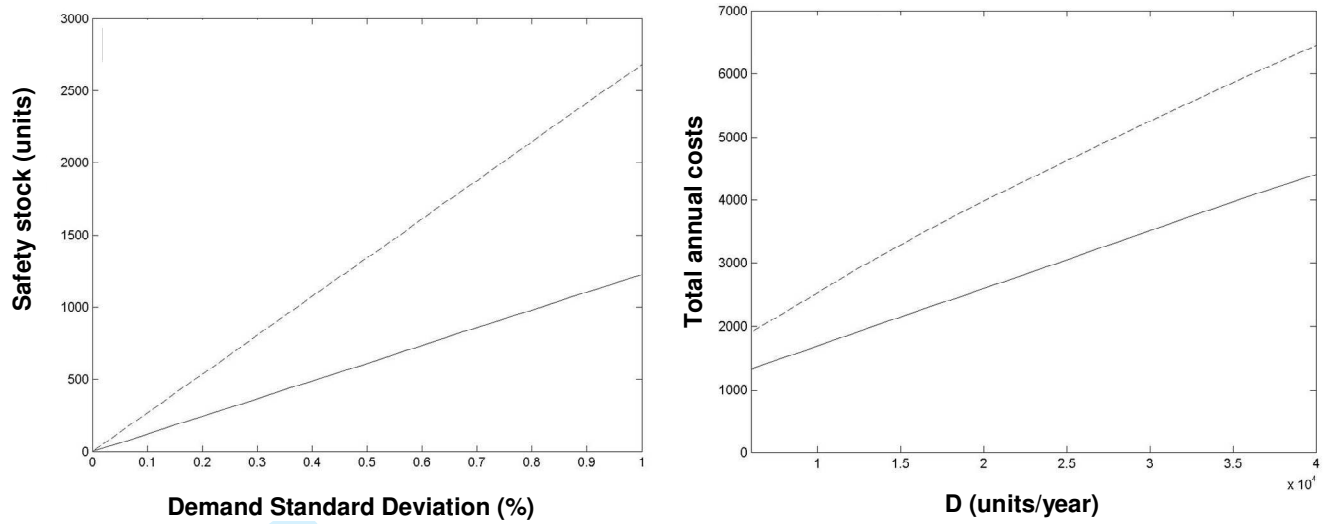 Safety stock (units)
3000
2500
2000
1500
1000
500
0
0 0.1 0.2 0.3 0.4 0.5 0.6 0.7 0.8 0.9 1
Demand Standard Deviation (%)
Total annual costs
7000
6000
5000
4000
3000
2000
1000
0
1 1.5 2 2.5 3 3.5 4
x 10⁴
D (units/year)